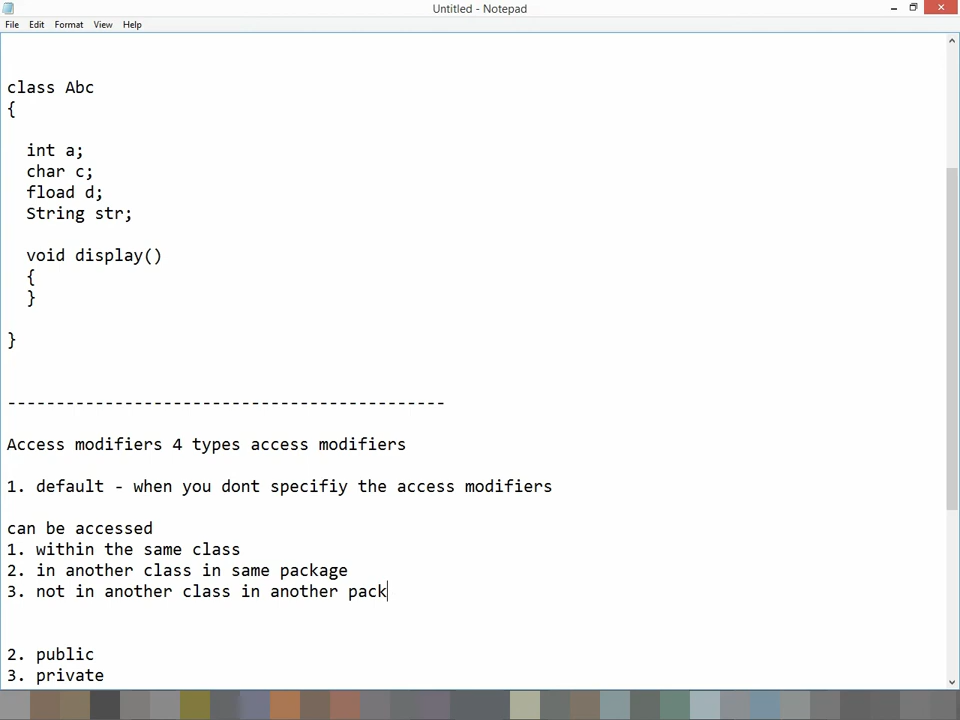 Untitled - Notepad
File Edit Format View Help
class Abc
{
int a;
char c;
fload d;
String str;
void display()
{
}
}
---------------------------------------------
Access modifiers 4 types access modifiers
1. default - when you dont specifiy the access modifiers
can be accessed
1. within the same class
2. in another class in same package
3. not in another class in another pack
2. public
3. private